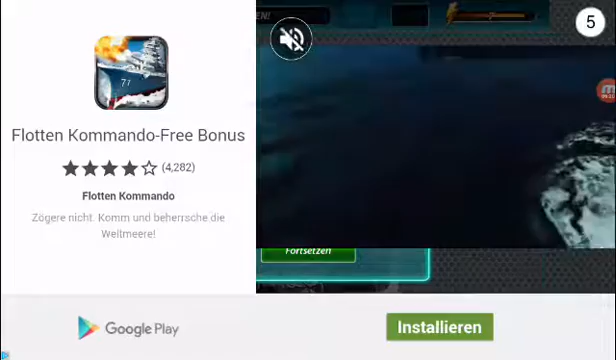 5
77
Flotten Kommando-Free Bonus
(4,282)
Flotten Kommando
Zögere nicht. Komm und beherrsche die
Weltmeere!
Fortsetzen
Google Play
Installieren